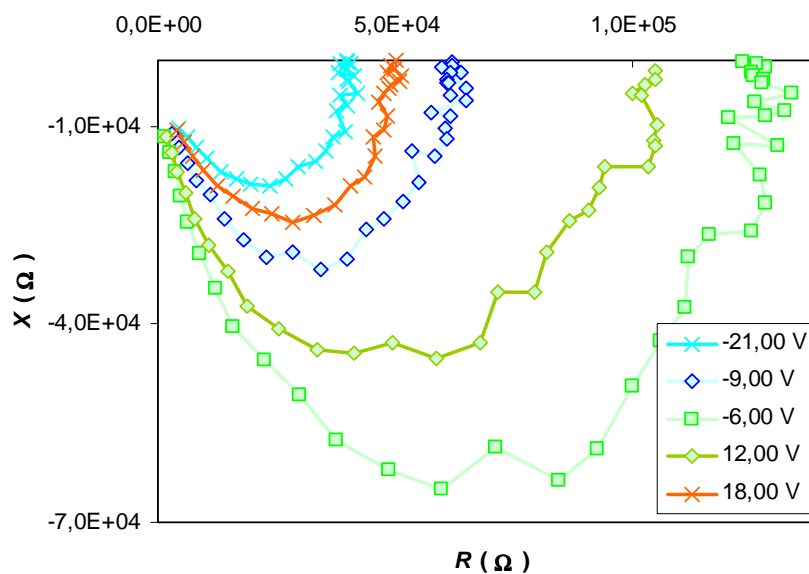 0,0E+00 5,0E+04 1,0E+05
-1,0E+04
-4,0E+04
-7,0E+04
X ( Ω )
-21,00 V
-9,00 V
-6,00 V
12,00 V
18,00 V
R ( Ω )